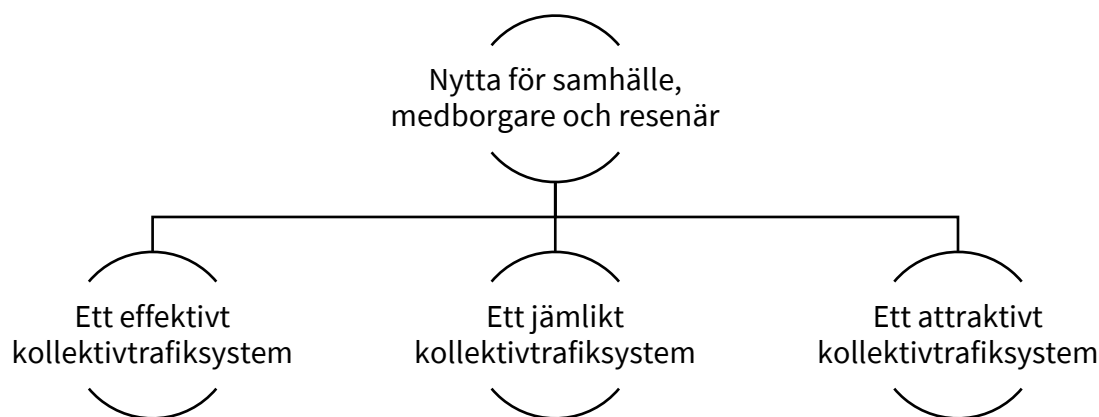 Nytta för samhälle,
medborgare och resenär
Ett effektivt
kollektivtrafiksystem
Ett jämlikt
kollektivtrafiksystem
Ett attraktivt
kollektivtrafiksystem